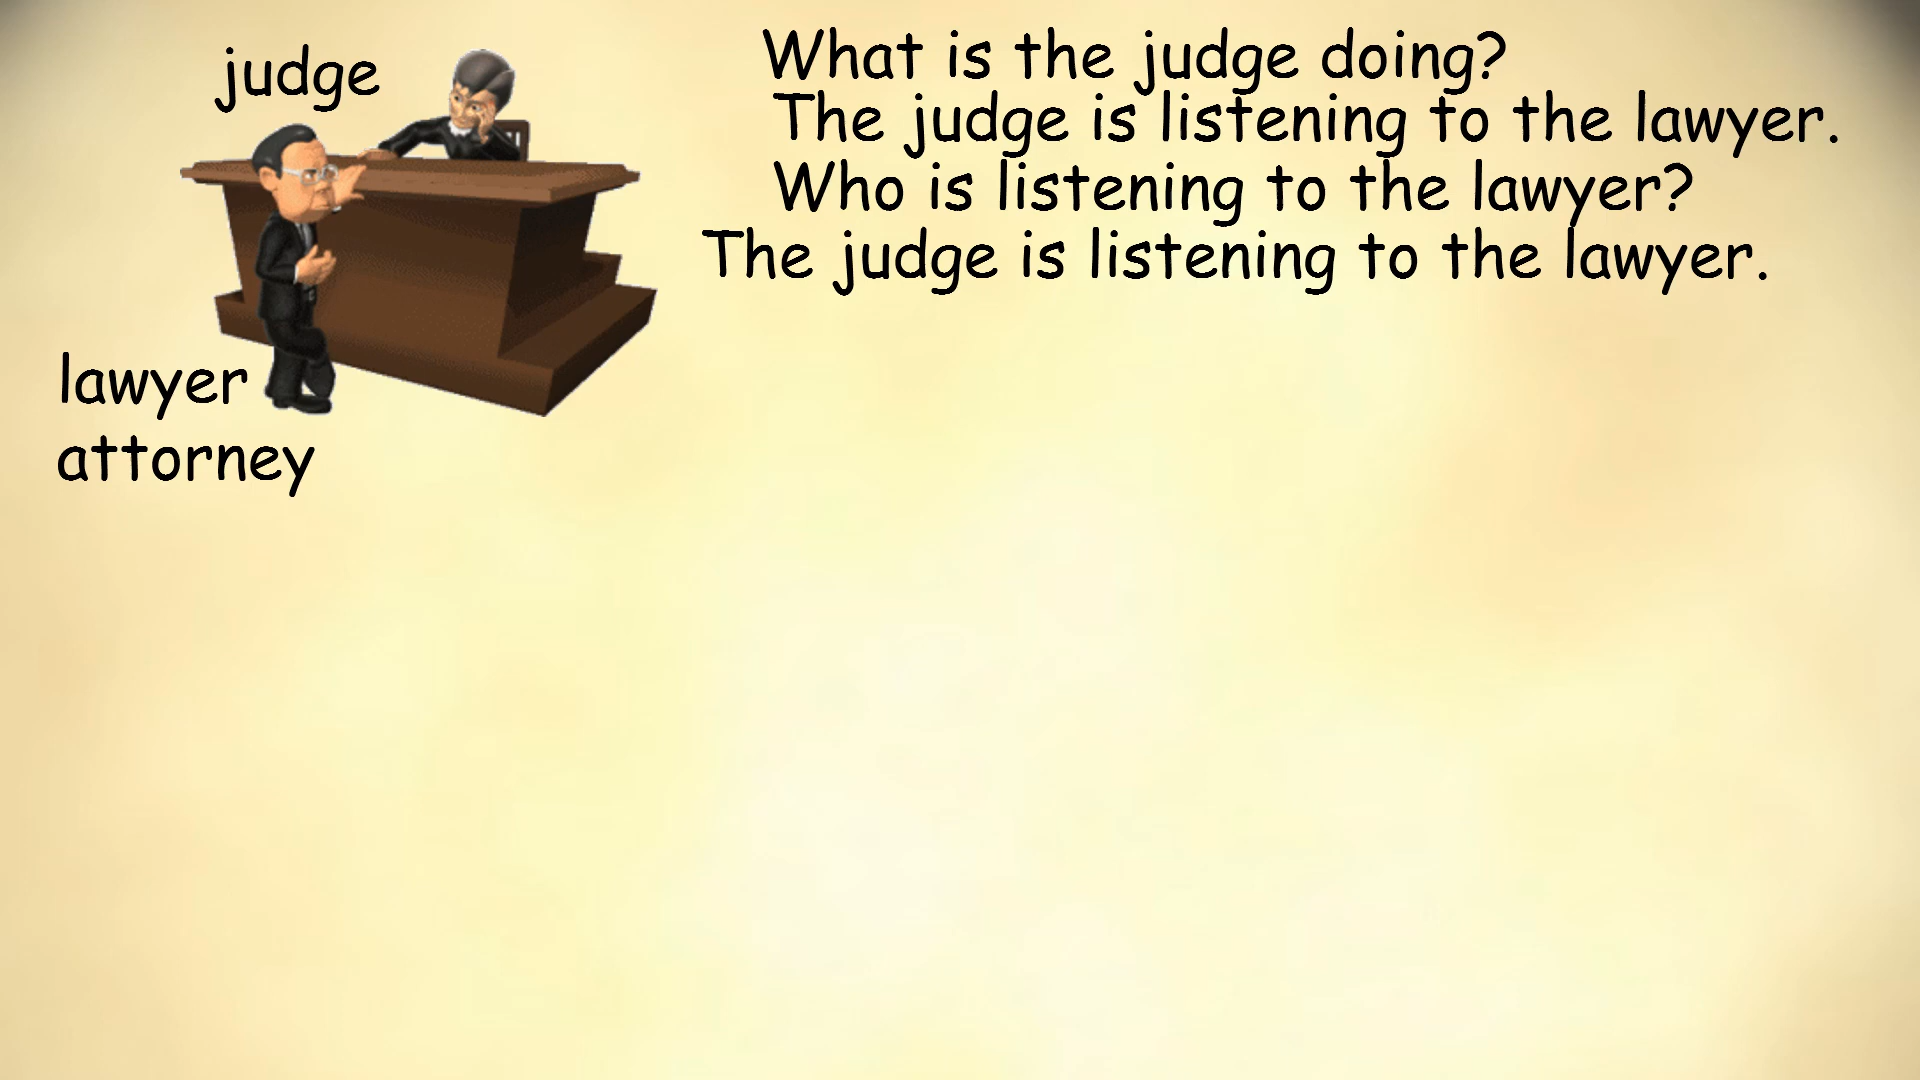 judge
lawyer
attorney
What is the judge doing?
The judge is listening to the lawyer.
Who is listening to the lawyer?
The judge is listening to the lawyer.